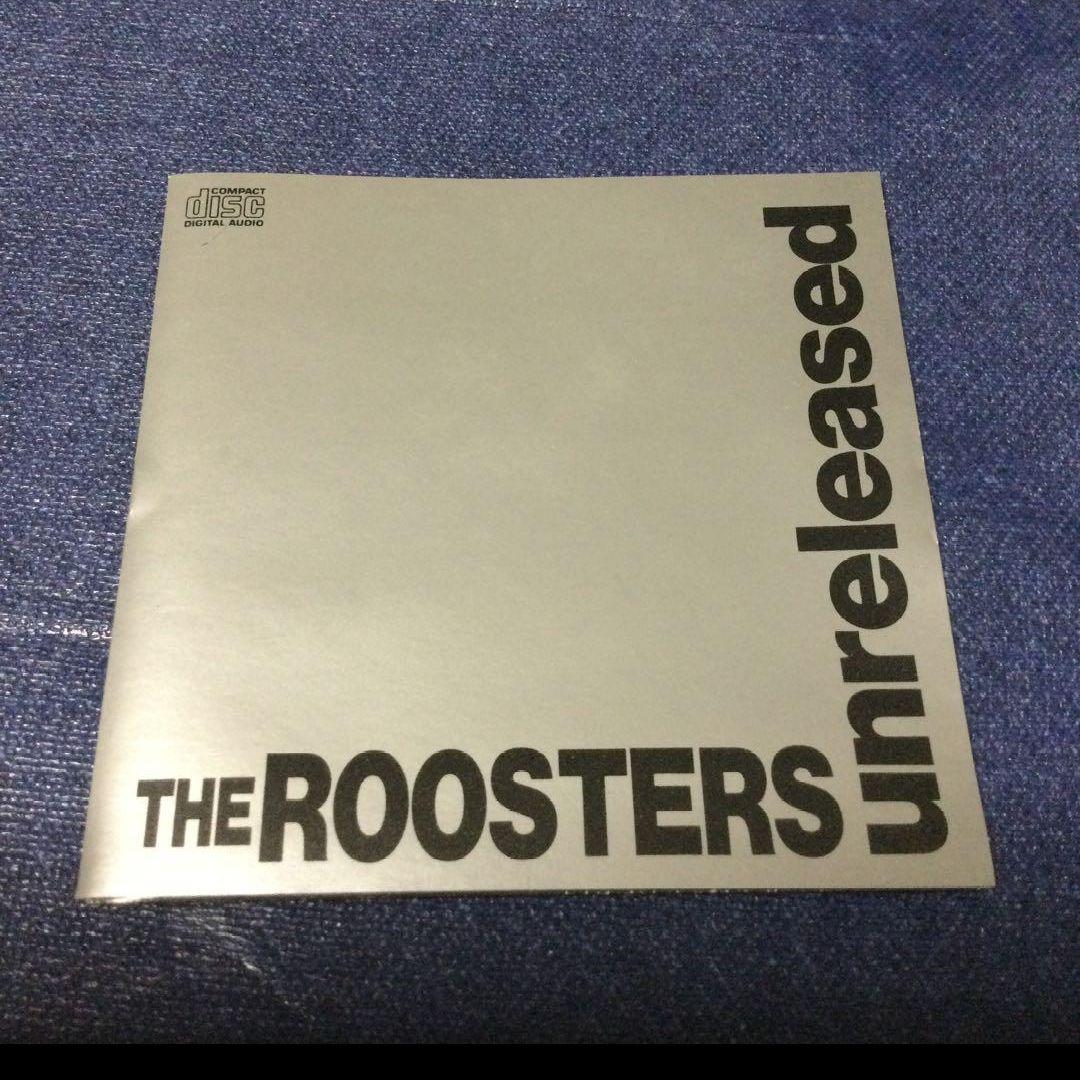 COMPACT
disc
DIGITAL AUDIO
THE ROOSTERS
unreleased